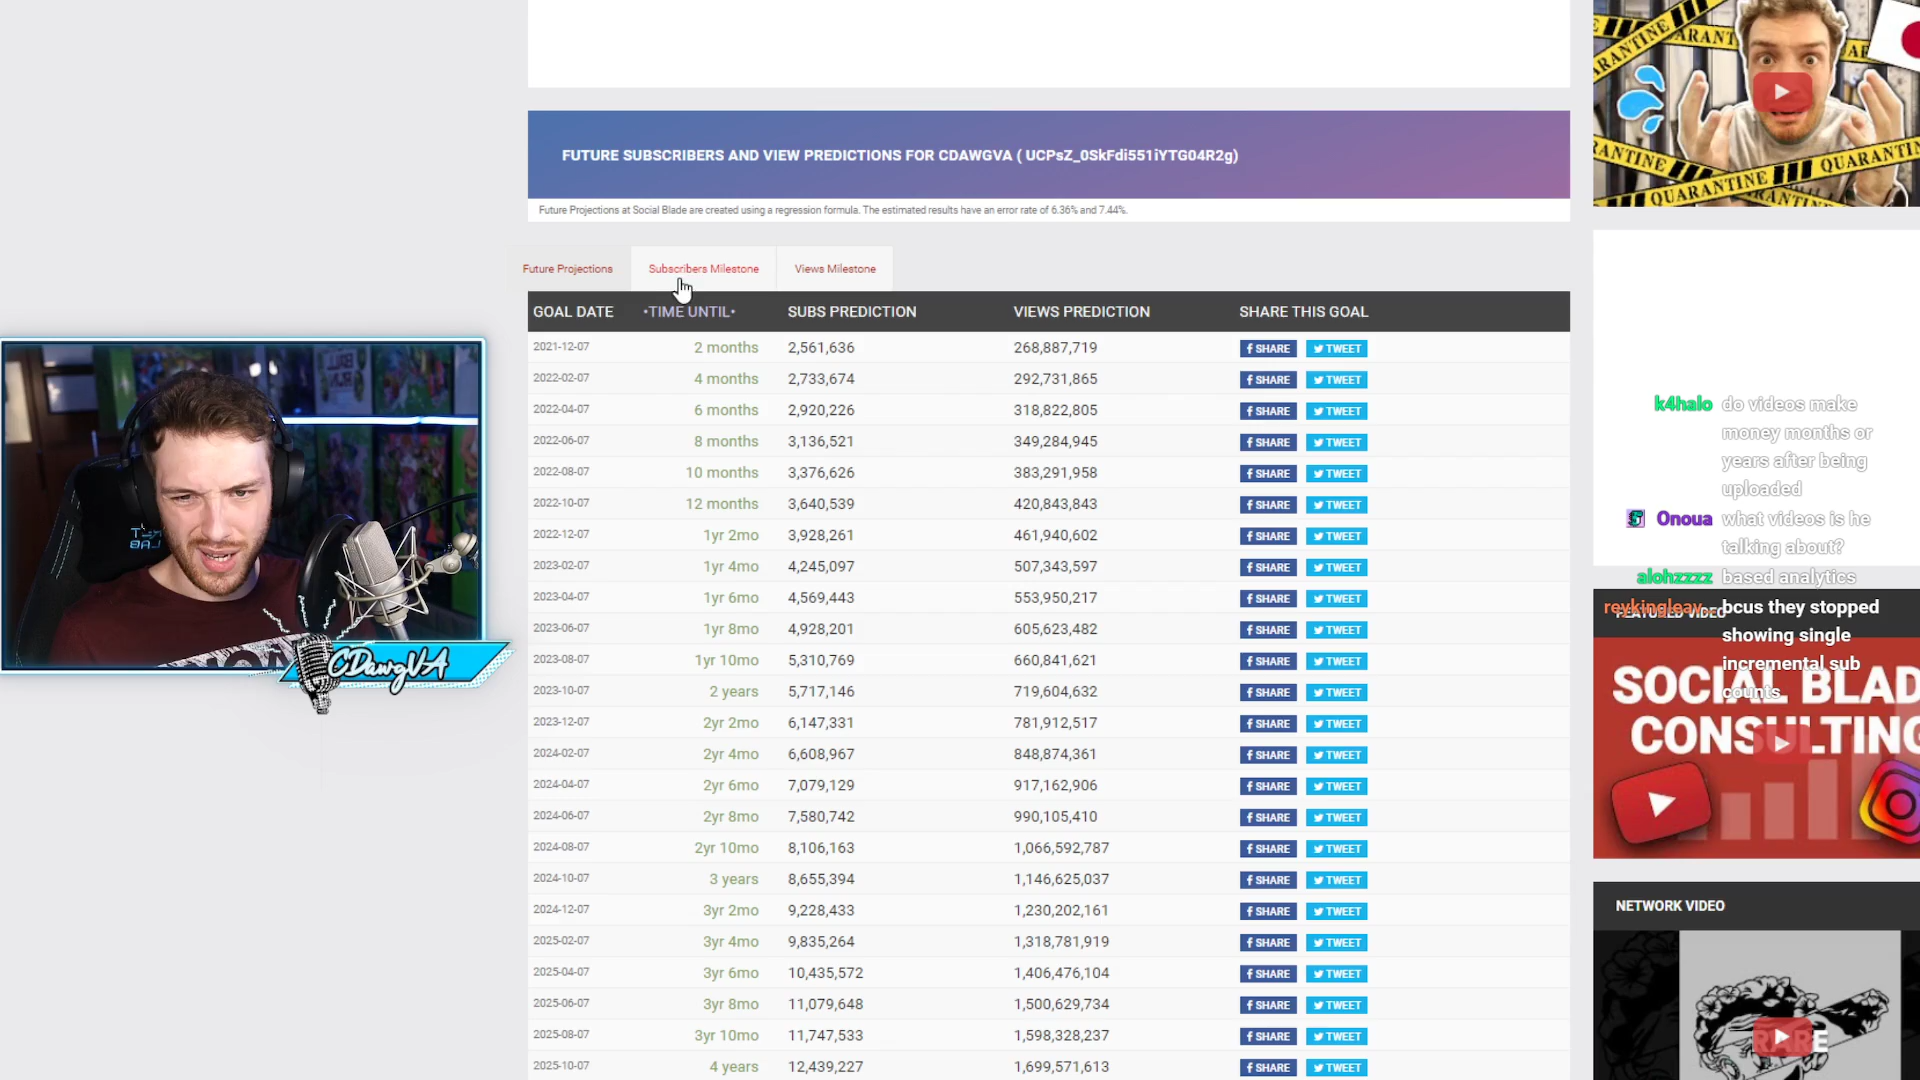 FUTURE SUBSCRIBERS AND VIEW PREDICTIONS FOR CDAWGVA ( UCPsZ_0SkFdi551iYTG04R2g)
Future Projections at Social Blade are created using a regression formula. The estimated results have an error rate of 6.36% and 7.44%.
Future Projections Subscribers Milestone Views Milestone
GOAL DATE •TIME UNTIL• SUBS PREDICTION VIEWS PREDICTION SHARE THIS GOAL
2021-12-07 2 months 2,561,636 268,887,719 SHARE TWEET
2022-02-07 4 months 2,733,674 292,731,865 SHARE TWEET
2022-04-07 6 months 2,920,226 318,822,805 SHARE TWEET
2022-06-07 8 months 3,136,521 349,284,945 SHARE TWEET
2022-08-07 10 months 3,376,626 383,291,958 SHARE TWEET
2022-10-07 12 months 3,640,539 420,843,843 SHARE TWEET
2022-12-07 1yr 2mo 3,928,261 461,940,602 SHARE TWEET
2023-02-07 1yr 4mo 4,245,097 507,343,597 SHARE TWEET
2023-04-07 1yr 6mo 4,569,443 553,950,217 SHARE TWEET
2023-06-07 1yr 8mo 4,928,201 605,623,482 SHARE TWEET
2023-08-07 1yr 10mo 5,310,769 660,841,621 SHARE TWEET
2023-10-07 2 years 5,717,146 719,604,632 SHARE TWEET
2023-12-07 2yr 2mo 6,147,331 781,912,517 SHARE TWEET
2024-02-07 2yr 4mo 6,608,967 848,874,361 SHARE TWEET
2024-04-07 2yr 6mo 7,079,129 917,162,906 SHARE TWEET
2024-06-07 2yr 8mo 7,580,742 990,105,410 SHARE TWEET
2024-08-07 2yr 10mo 8,106,163 1,066,592,787 SHARE TWEET
2024-10-07 3 years 8,655,394 1,146,625,037 SHARE TWEET
2024-12-07 3yr 2mo 9,228,433 1,230,202,161 SHARE TWEET
2025-02-07 3yr 4mo 9,835,264 1,318,781,919 SHARE TWEET
2025-04-07 3yr 6mo 10,435,572 1,406,476,104 SHARE TWEET
2025-06-07 3yr 8mo 11,079,648 1,500,629,734 SHARE TWEET
2025-08-07 3yr 10mo 11,747,533 1,598,328,237 SHARE TWEET
2025-10-07 4 years 12,439,227 1,699,571,613 SHARE TWEET
CDawgVA
QUARANTINE
QUARANTINE
k4halo do videos make
money months or
years after being
uploaded
Onoua what videos is he
talking about?
alohzzzz based analytics
bcus they stopped
showing single
incremental sub
counts
FEATURED VIDEO
SOCIAL BLAD
CONSULTING
NETWORK VIDEO